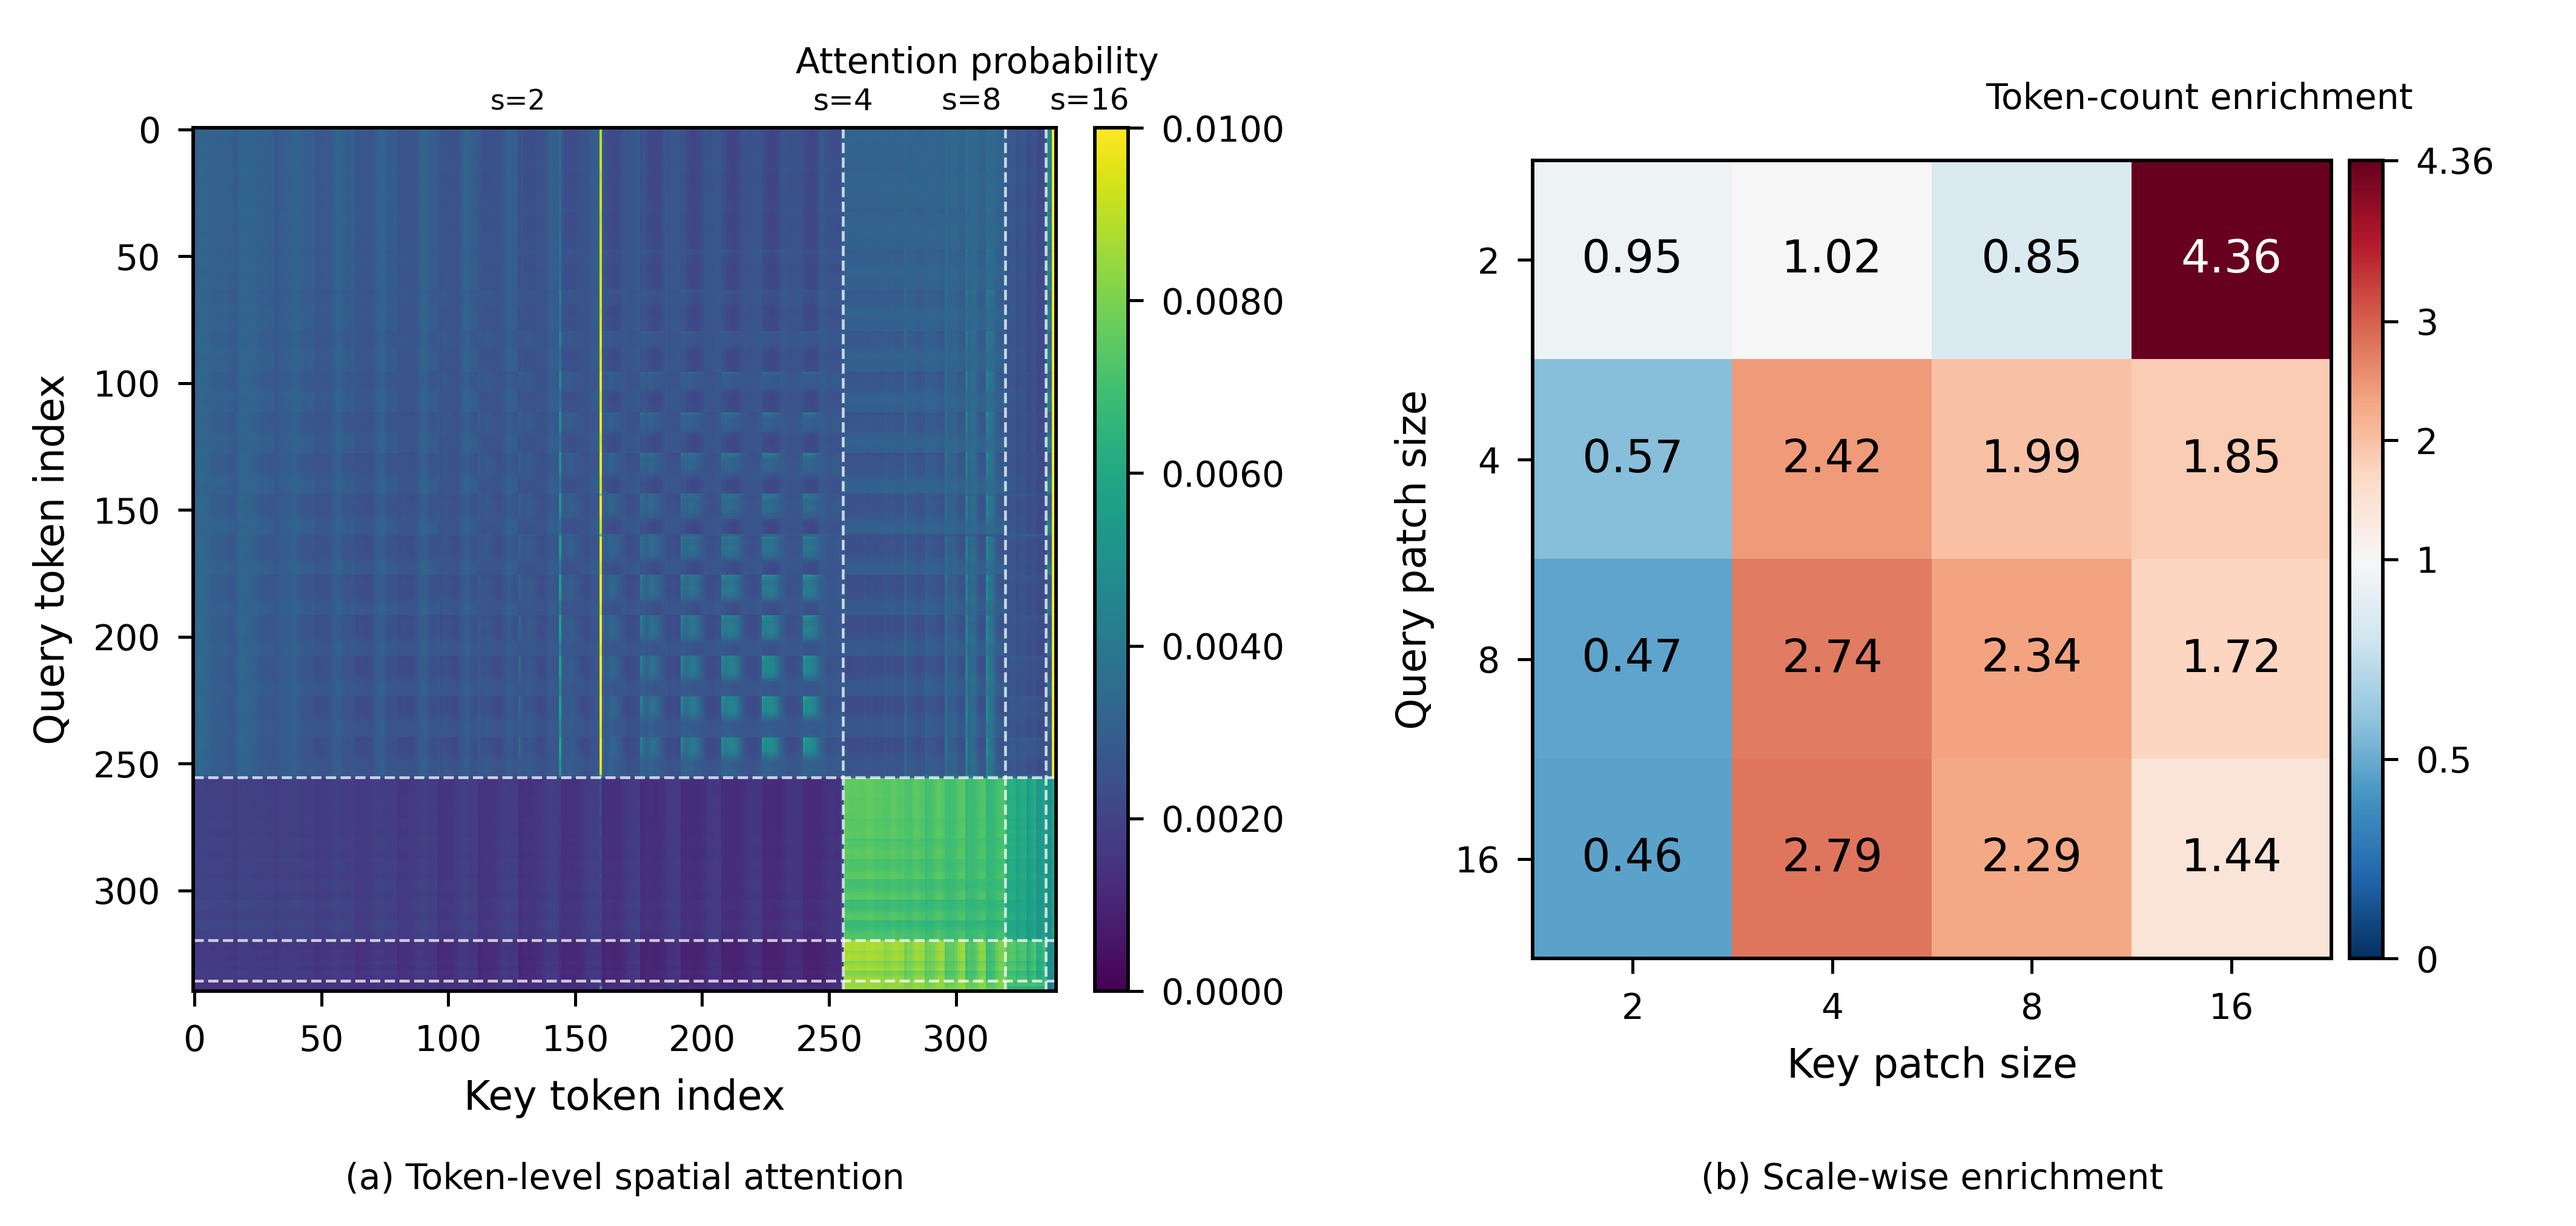 Attention probability
s=2 s=4 s=8 s=16
0
50
100
150
200
250
300
Query token index
0 50 100 150 200 250 300
Key token index
0.0100
0.0080
0.0060
0.0040
0.0020
0.0000
(a) Token-level spatial attention
Token-count enrichment
2
4
8
16
Query patch size
0.95 1.02 0.85 4.36
0.57 2.42 1.99 1.85
0.47 2.74 2.34 1.72
0.46 2.79 2.29 1.44
2 4 8 16
Key patch size
4.36
3
2
1
0.5
0
(b) Scale-wise enrichment